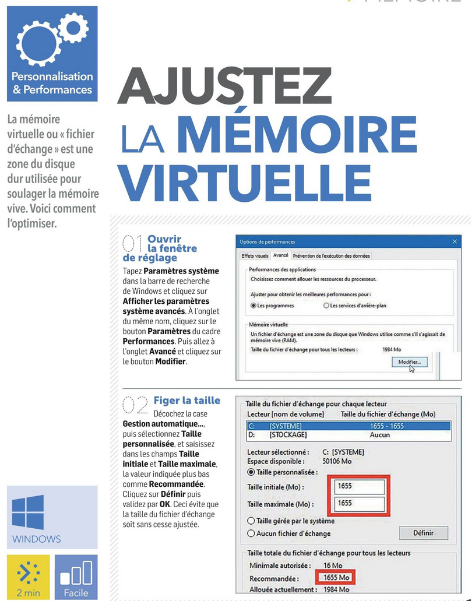 MÉMOIRE
Personnalisation
& Performances
La mémoire
virtuelle ou « fichier
d'échange » est une
zone du disque
dur utilisée pour
soulager la mémoire
vive. Voici comment
l'optimiser.
AJUSTEZ
LA MÉMOIRE
VIRTUELLE
01 Ouvrir
la fenêtre
de réglage
Tapez Paramètres système
dans la barre de recherche
de Windows et cliquez sur
Afficher les paramètres
système avancés. À l'onglet
du même nom, cliquez sur le
bouton Paramètres du cadre
Performances. Puis allez à
l'onglet Avancé et cliquez sur
le bouton Modifier.
Options de performances
Effets visuels Avancé Prévention de l'exécution des données
Performances des applications
Choisissez comment allouer les ressources du processeur.
Ajuster pour obtenir les meilleures performances pour :
Les programmes Les services d'arrière-plan
Mémoire virtuelle
Un fichier d'échange est une zone du disque que Windows utilise comme s'il s'agissait de
mémoire vive (RAM).
Taille du fichier d'échange pour tous les lecteurs : 1984 Mo
Modifier...
02 Figer la taille
Décochez la case
Gestion automatique...,
puis sélectionnez Taille
personnalisée, et saisissez
dans les champs Taille
initiale et Taille maximale,
la valeur indiquée plus bas
comme Recommandée.
Cliquez sur Définir puis
validez par OK. Ceci évite que
la taille du fichier d'échange
soit sans cesse ajustée.
Taille du fichier d'échange pour chaque lecteur
Lecteur [nom de volume] Taille du fichier d'échange (Mo)
C: [SYSTEME] 1655 - 1655
D: [STOCKAGE] Aucun
Lecteur sélectionné : C: [SYSTEME]
Espace disponible : 50106 Mo
Taille personnalisée :
Taille initiale (Mo) : 1655
Taille maximale (Mo) : 1655
Taille gérée par le système
Aucun fichier d'échange Définir
Taille totale du fichier d'échange pour tous les lecteurs
Minimale autorisée : 16 Mo
Recommandée : 1655 Mo
Allouée actuellement : 1984 Mo
WINDOWS
2 min Facile